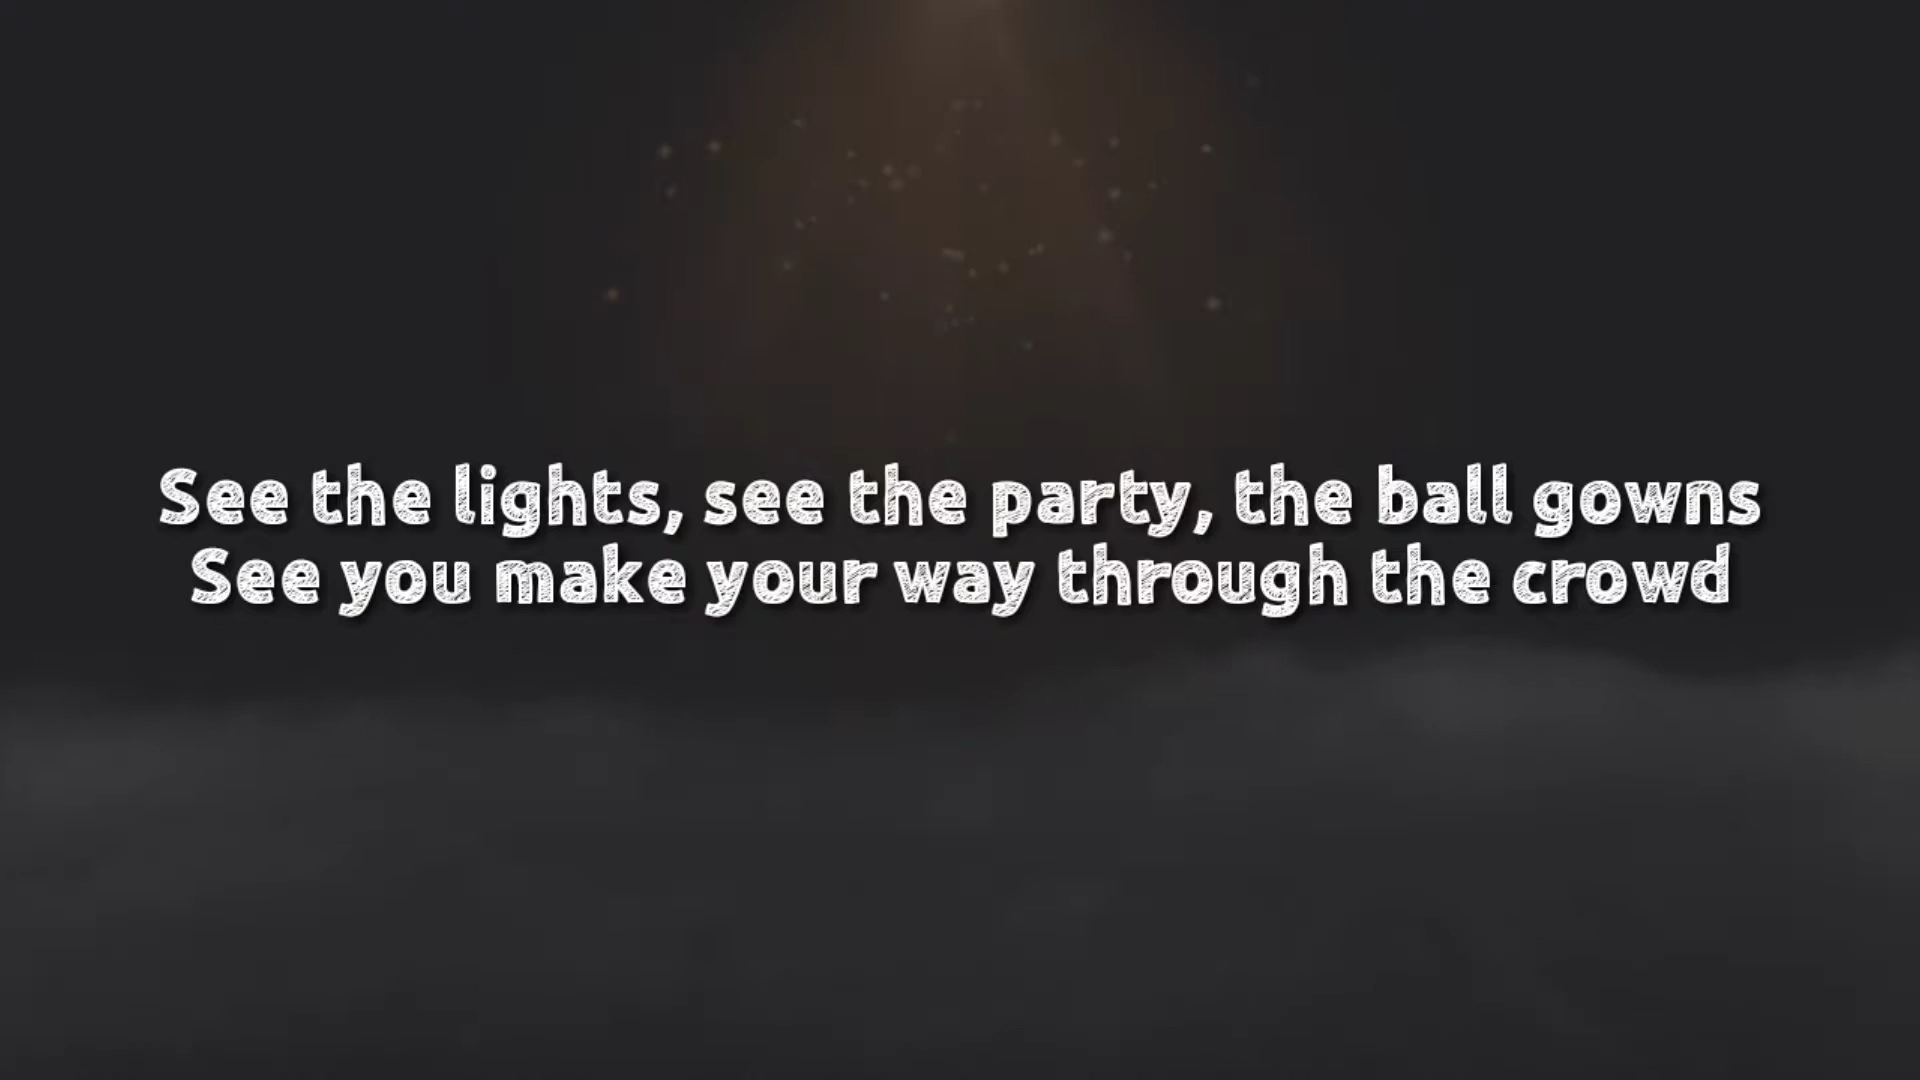 See the lights, see the party, the ball gowns
See you make your way through the crowd